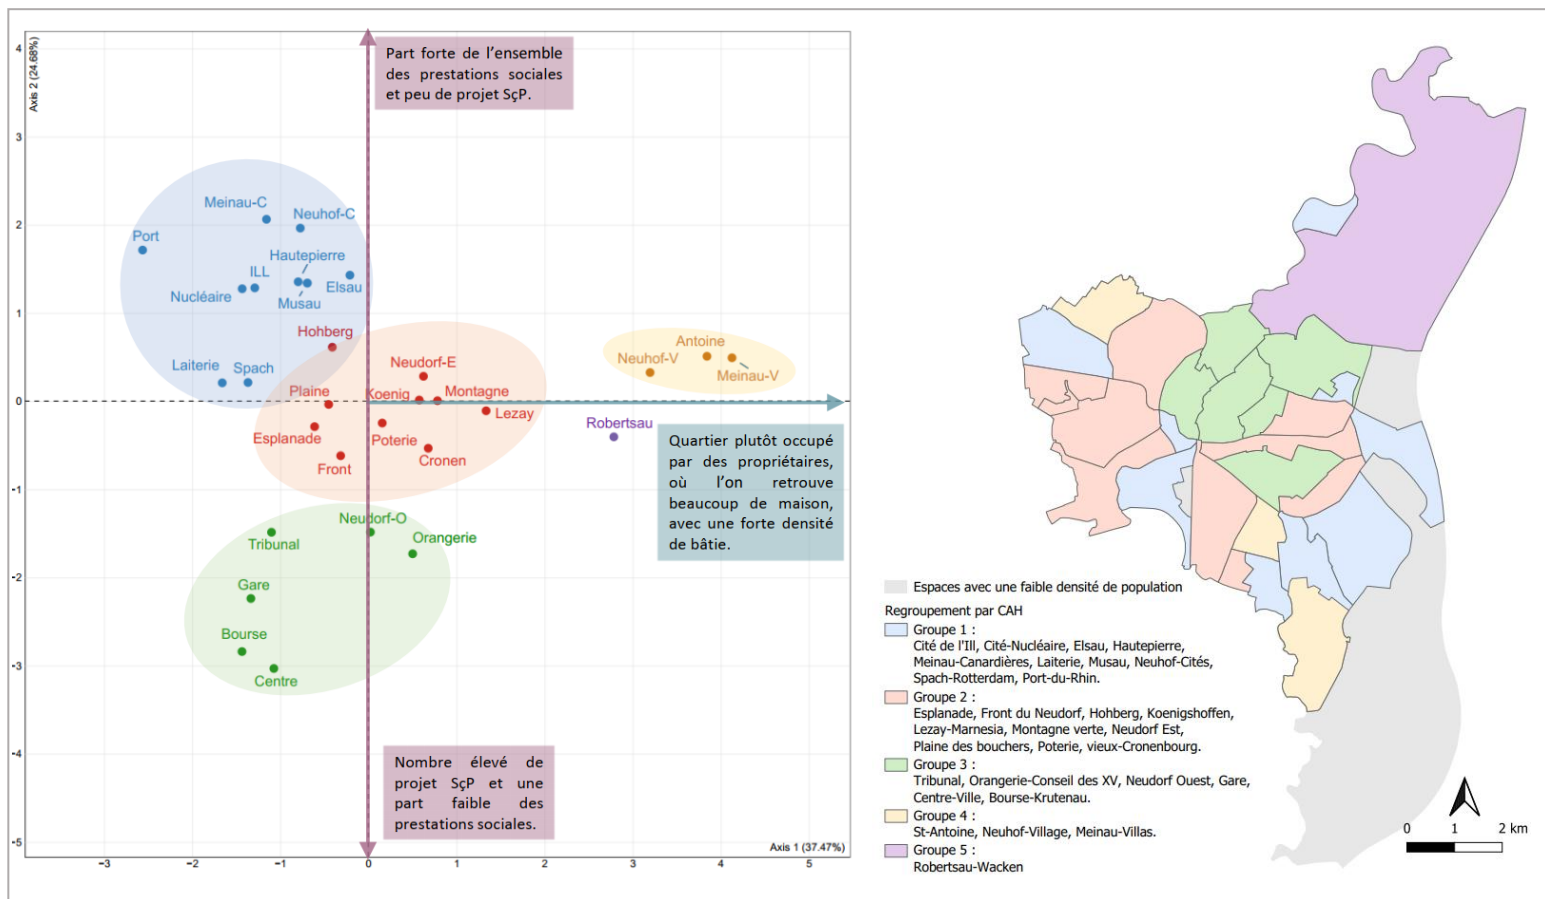 Axis 2 (24.68%)
4
3
2
1
0
-1
-2
-3
-4
-5
Part forte de l'ensemble
des prestations sociales
et peu de projet SçP.
Meinau-C
Neuhof-C
Port
Hautepierre
ILL
Nucléaire
Musau
Elsau
Hohberg
Laiterie
Spach
Neudorf-E
Plaine
Koenig
Montagne
Lezay
Esplanade
Poterie
Front
Cronen
Antoine
Neuhof-V
Meinau-V
Robertsau
Quartier plutôt occupé
par des propriétaires,
où l'on retrouve
beaucoup de maison,
avec une forte densité
de bâtie.
Neudorf-O
Tribunal
Orangerie
Gare
Bourse
Centre
Nombre élevé de
projet SçP et une
part faible des
prestations sociales.
Axis 1 (37.47%)
-3 -2 -1 0 1 2 3 4 5
Espaces avec une faible densité de population
Regroupement par CAH
Groupe 1 :
Cité de l'Ill, Cité-Nucléaire, Elsau, Hautepierre,
Meinau-Canardières, Laiterie, Musau, Neuhof-Cités,
Spach-Rotterdam, Port-du-Rhin.
Groupe 2 :
Esplanade, Front du Neudorf, Hohberg, Koenigshoffen,
Lezay-Marnesia, Montagne verte, Neudorf Est,
Plaine des bouchers, Poterie, vieux-Cronenbourg.
Groupe 3 :
Tribunal, Orangerie-Conseil des XV, Neudorf Ouest, Gare,
Centre-Ville, Bourse-Krutenau.
Groupe 4 :
St-Antoine, Neuhof-Village, Meinau-Villas.
Groupe 5 :
Robertsau-Wacken
0 1 2 km